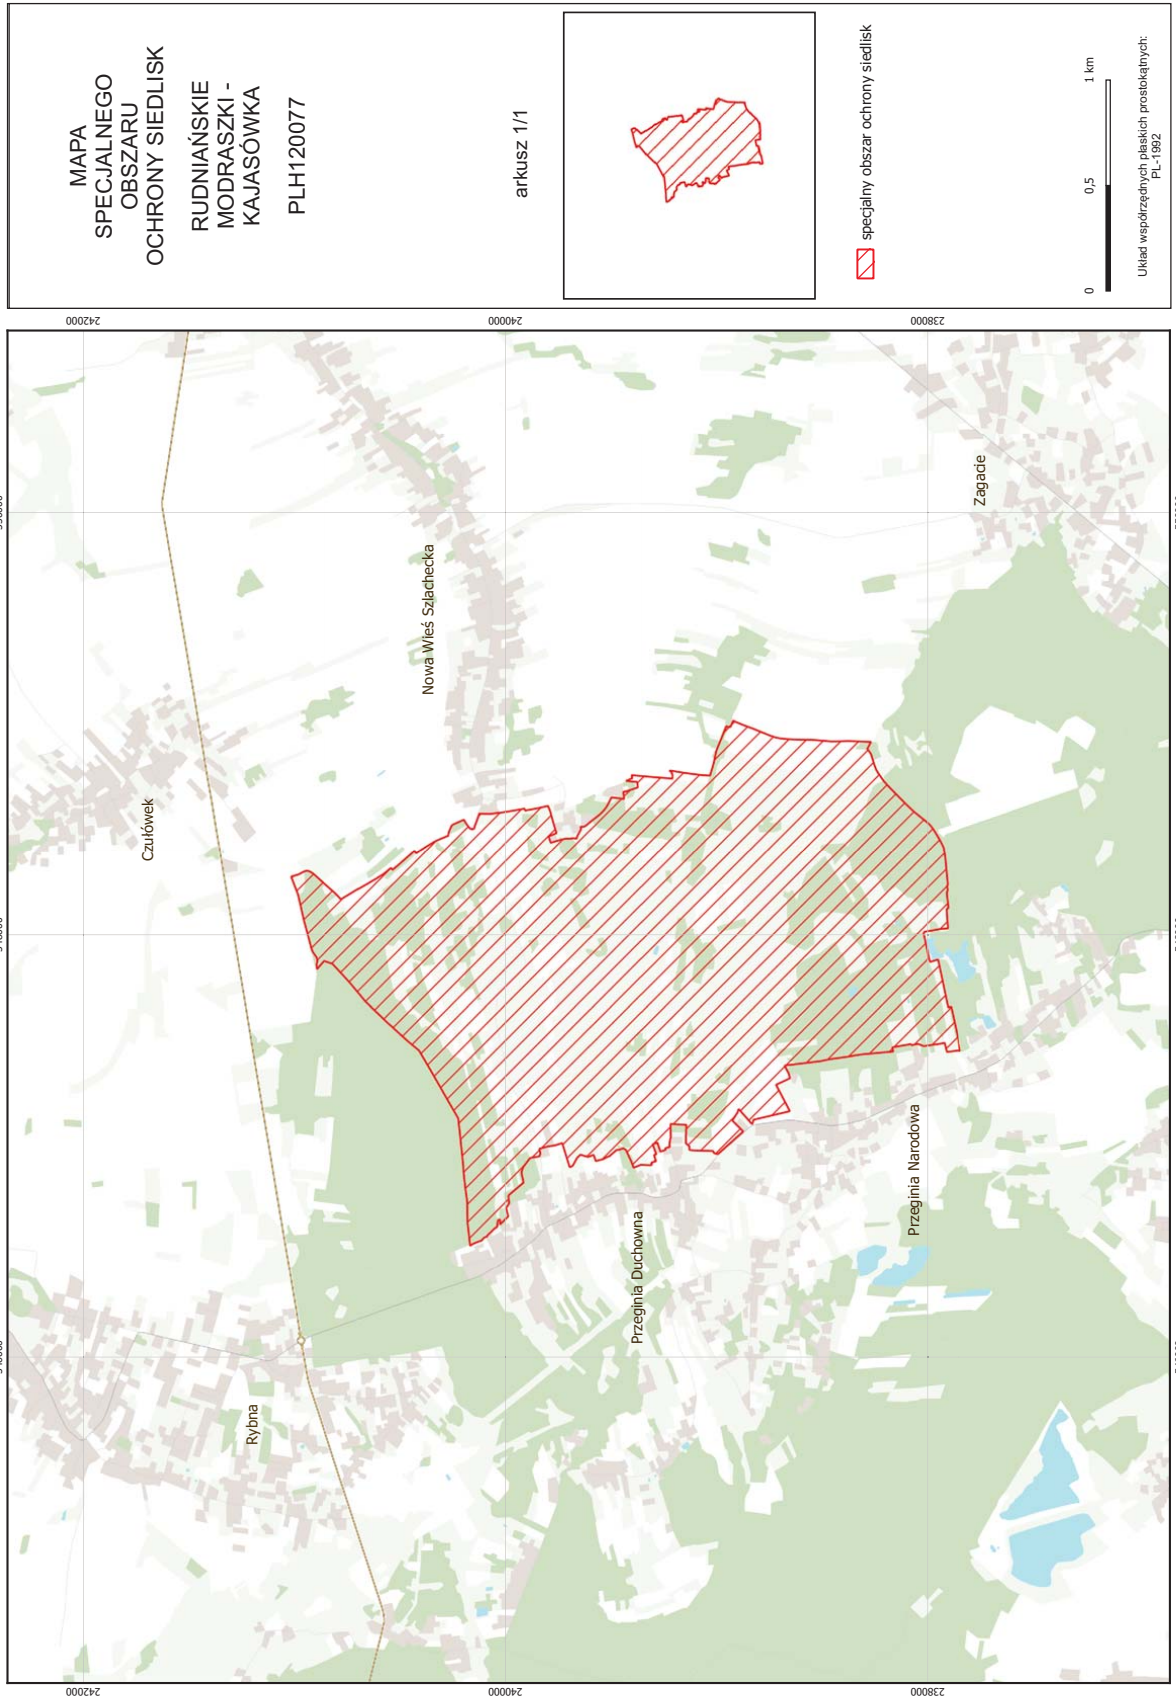 MAPA
SPECJALNEGO
OBSZARU
OCHRONY SIEDLISK
RUDNIAŃSKIE
MODRASZKI -
KAJASÓWKA
PLH120077
arkusz 1/1
specjalny obszar ochrony siedlisk
0
0,5
1 km
Układ współrzędnych płaskich prostokątnych:
PL-1992
242000
240000
238000
Czułówek
Nowa Wieś Szlachecka
Zagacie
Rybna
Przeginia Duchowna
Przeginia Narodowa
242000
240000
238000